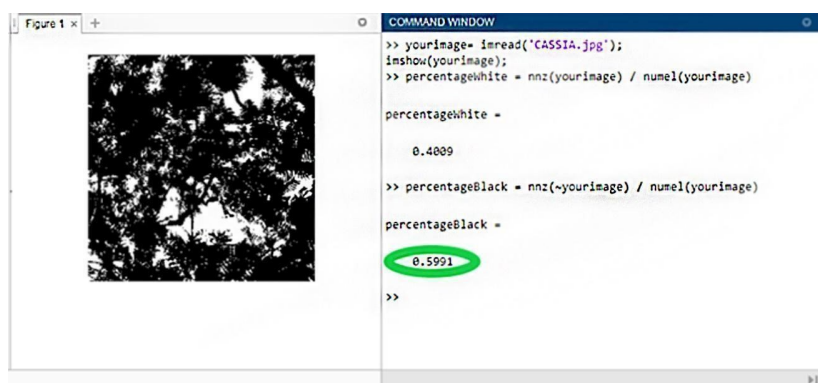 Figure 1 × +
COMMAND WINDOW
>> yourimage= imread('CASSIA.jpg');
imshow(yourimage);
>> percentageWhite = nnz(yourimage) / numel(yourimage)
percentageWhite =
0.4009
>> percentageBlack = nnz(~yourimage) / numel(yourimage)
percentageBlack =
0.5991
>>